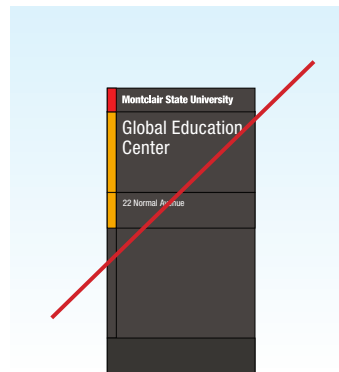 Montclair State University
Global Education
Center
22 Normal Avenue